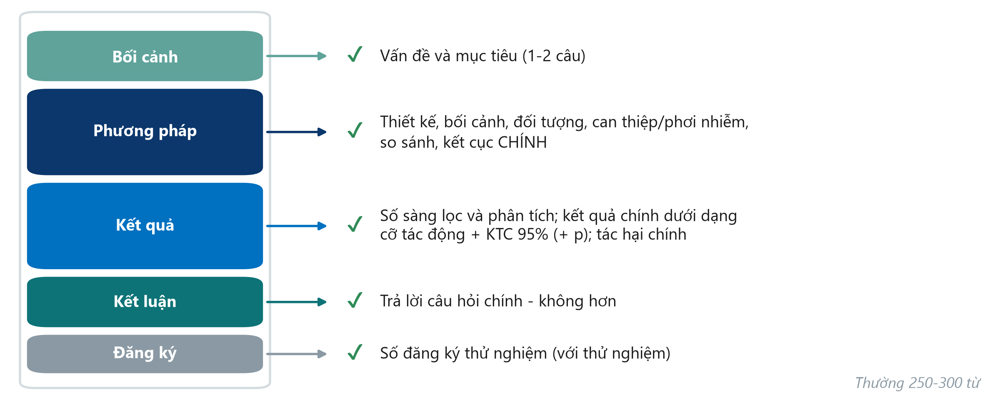 Bối cảnh
✓ Vấn đề và mục tiêu (1-2 câu)
Phương pháp
✓ Thiết kế, bối cảnh, đối tượng, can thiệp/phơi nhiễm,
so sánh, kết cục CHÍNH
Kết quả
✓ Số sàng lọc và phân tích; kết quả chính dưới dạng
cỡ tác động + KTC 95% (+ p); tác hại chính
Kết luận
✓ Trả lời câu hỏi chính - không hơn
Đăng ký
✓ Số đăng ký thử nghiệm (với thử nghiệm)
Thường 250-300 từ